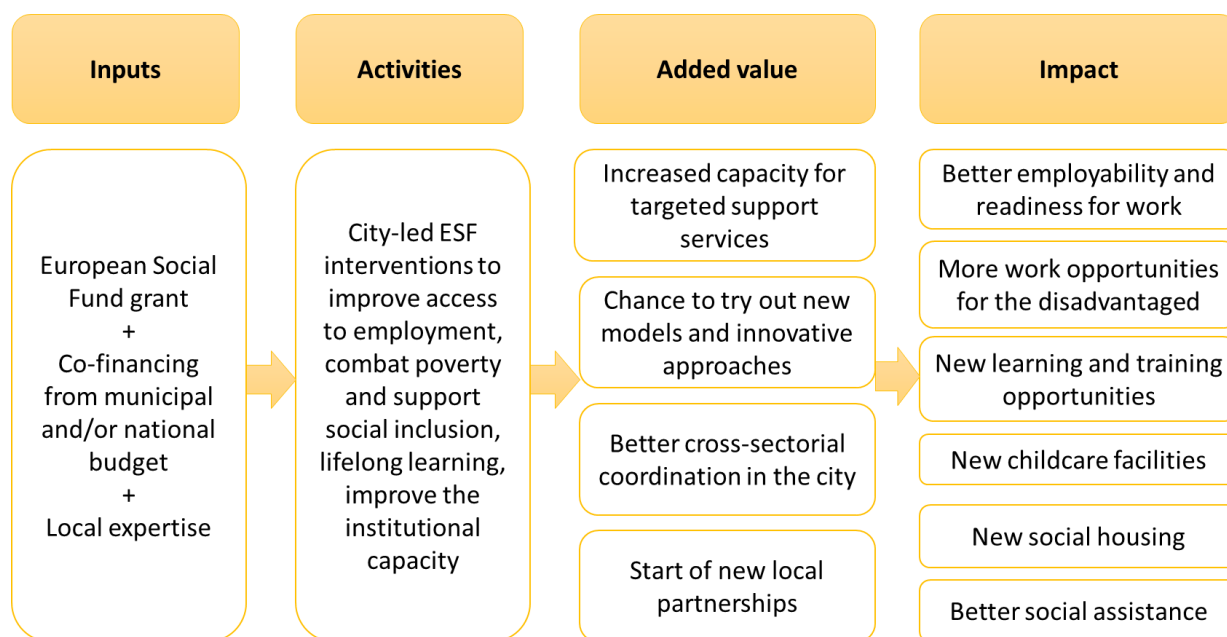 Inputs
Activities
Added value
Impact
European Social
Fund grant
+
Co-financing
from municipal
and/or national
budget
+
Local expertise
City-led ESF
interventions to
improve access
to employment,
combat poverty
and support
social inclusion,
lifelong learning,
improve the
institutional
capacity
Increased capacity for
targeted support
services
Chance to try out new
models and innovative
approaches
Better cross-sectorial
coordination in the city
Start of new local
partnerships
Better employability and
readiness for work
More work opportunities
for the disadvantaged
New learning and training
opportunities
New childcare facilities
New social housing
Better social assistance